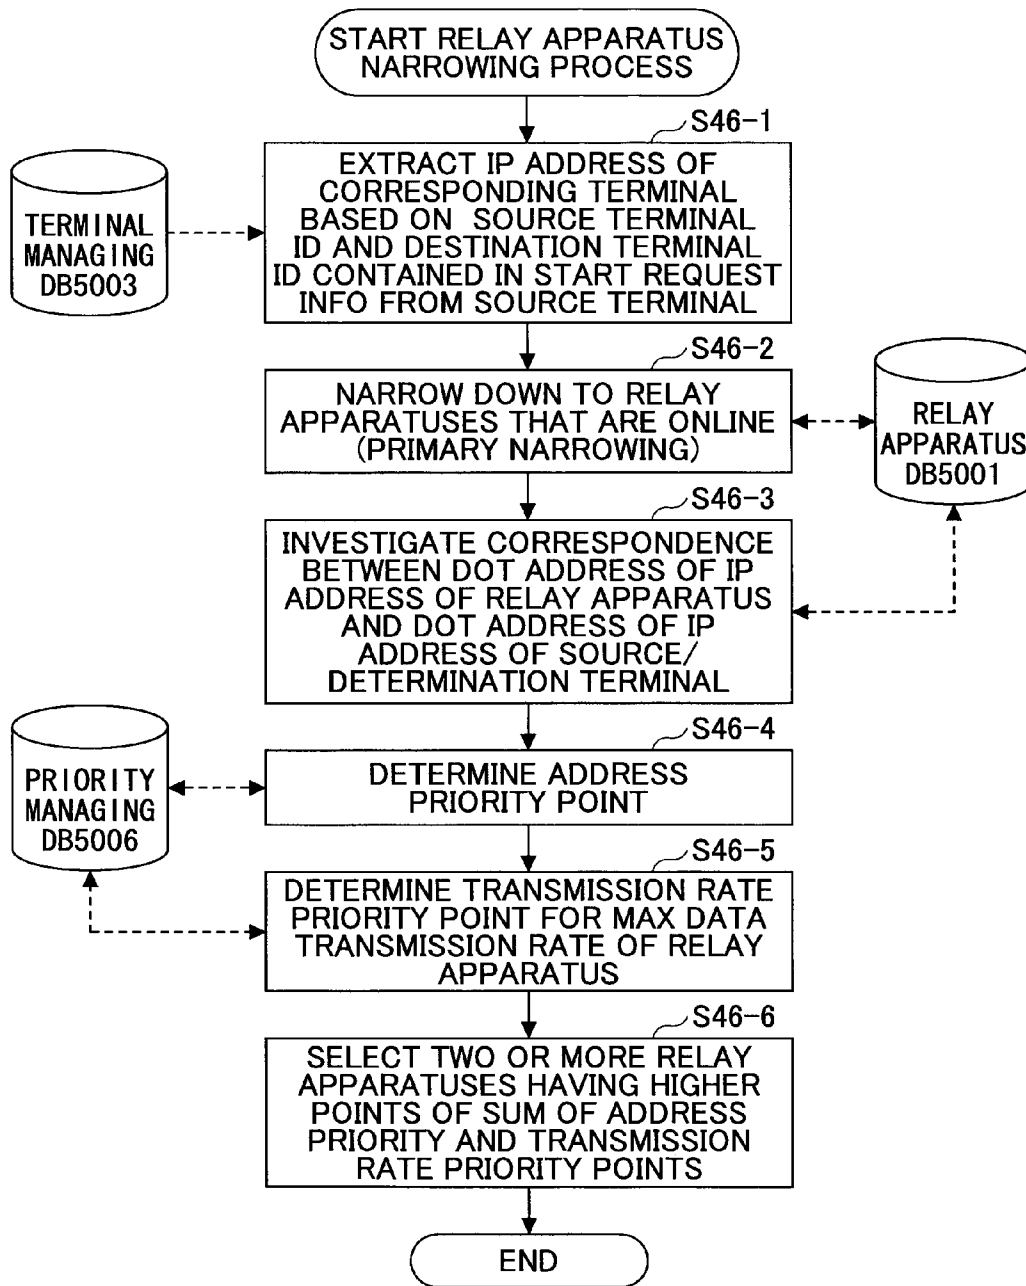 START RELAY APPARATUS
NARROWING PROCESS
S46-1
EXTRACT IP ADDRESS OF
CORRESPONDING TERMINAL
BASED ON SOURCE TERMINAL
ID AND DESTINATION TERMINAL
ID CONTAINED IN START REQUEST
INFO FROM SOURCE TERMINAL
TERMINAL
MANAGING
DB5003
S46-2
NARROW DOWN TO RELAY
APPARATUSES THAT ARE ONLINE
(PRIMARY NARROWING)
RELAY
APPARATUS
DB5001
S46-3
INVESTIGATE CORRESPONDENCE
BETWEEN DOT ADDRESS OF IP
ADDRESS OF RELAY APPARATUS
AND DOT ADDRESS OF IP
ADDRESS OF SOURCE/
DETERMINATION TERMINAL
S46-4
DETERMINE ADDRESS
PRIORITY POINT
PRIORITY
MANAGING
DB5006
S46-5
DETERMINE TRANSMISSION RATE
PRIORITY POINT FOR MAX DATA
TRANSMISSION RATE OF RELAY
APPARATUS
S46-6
SELECT TWO OR MORE RELAY
APPARATUSES HAVING HIGHER
POINTS OF SUM OF ADDRESS
PRIORITY AND TRANSMISSION
RATE PRIORITY POINTS
END